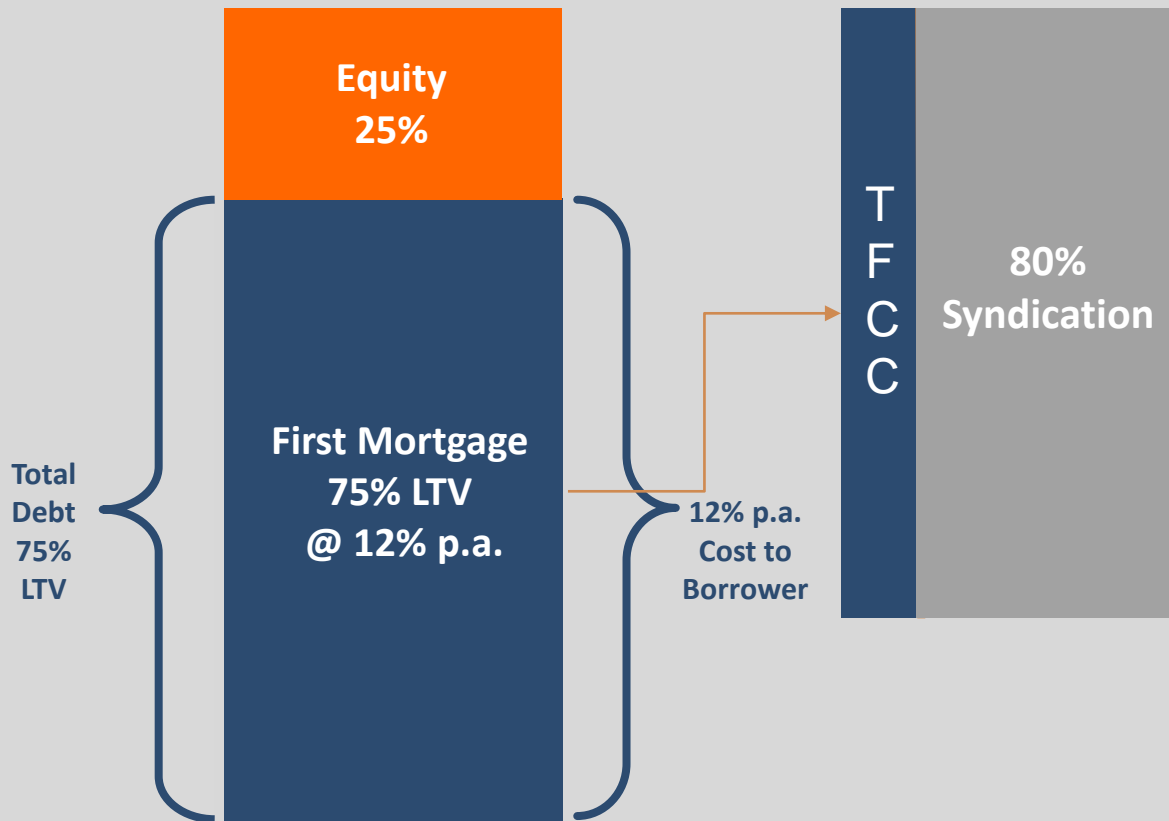 Equity
25%
First Mortgage
75% LTV
@ 12% p.a.
Total
Debt
75%
LTV
12% p.a.
Cost to
Borrower
T
F
C
C
80%
Syndication